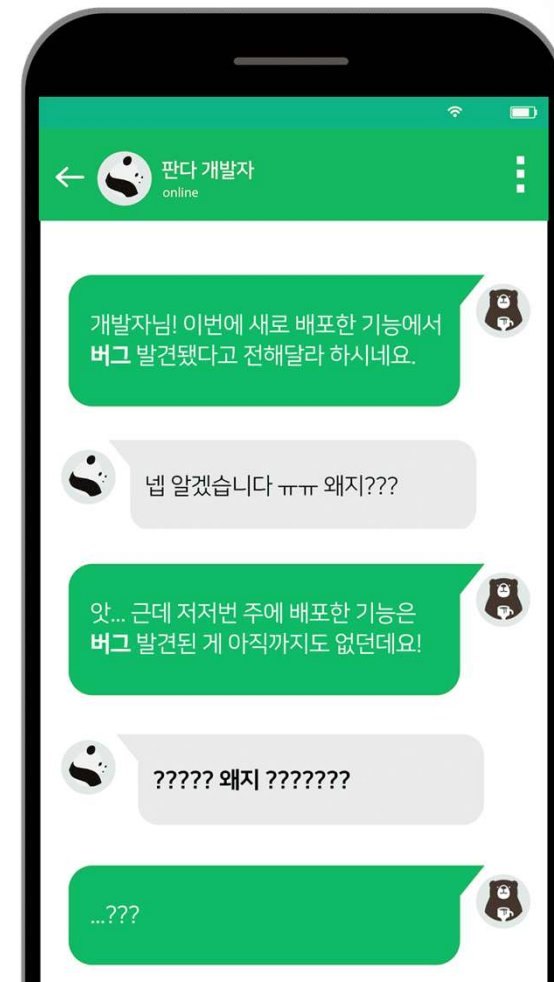 판다 개발자
online
개발자님! 이번에 새로 배포한 기능에서
버그 발견됐다고 전해달라 하시네요.
넵 알겠습니다 ㅠㅠ 왜지???
앗... 근데 저저번 주에 배포한 기능은
버그 발견된 게 아직까지도 없던데요!
????? 왜지 ???????
...???